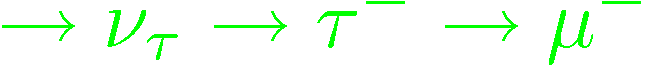 → ν_τ → τ⁻ → μ⁻